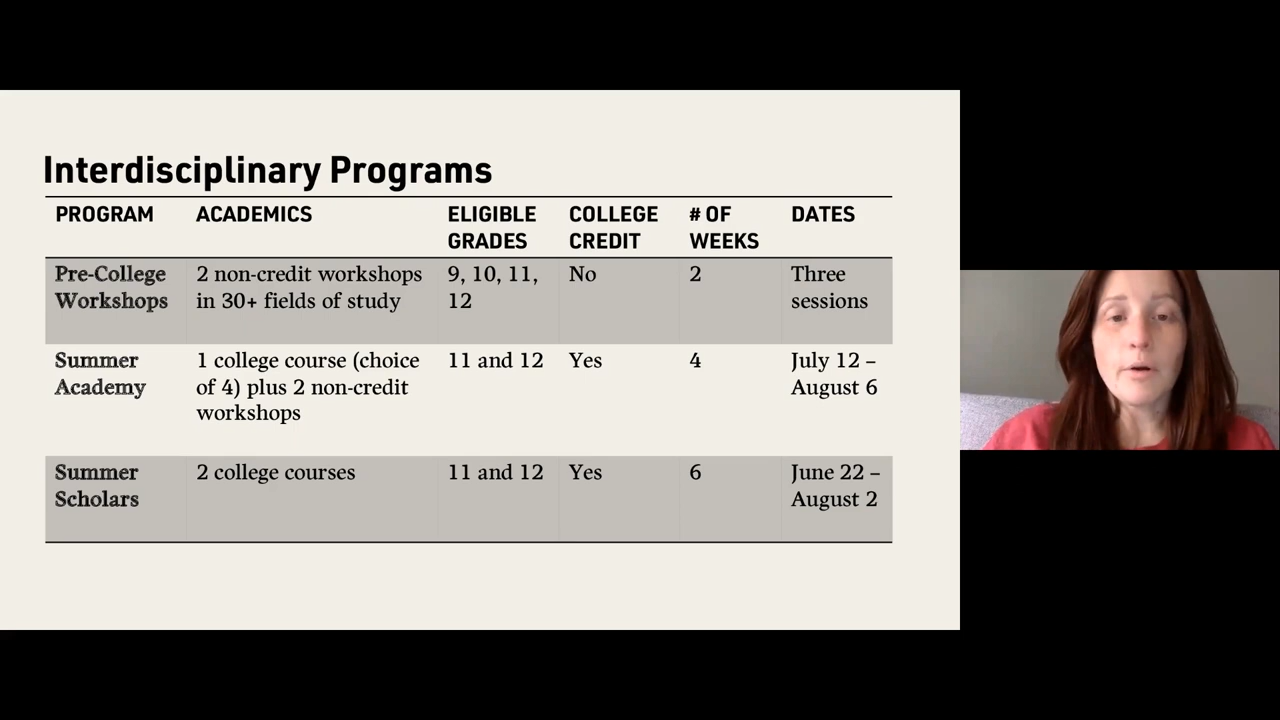 Interdisciplinary Programs
PROGRAM ACADEMICS ELIGIBLE GRADES COLLEGE CREDIT # OF WEEKS DATES
Pre-College Workshops 2 non-credit workshops in 30+ fields of study 9, 10, 11, 12 No 2 Three sessions
Summer Academy 1 college course (choice of 4) plus 2 non-credit workshops 11 and 12 Yes 4 July 12 – August 6
Summer Scholars 2 college courses 11 and 12 Yes 6 June 22 – August 2